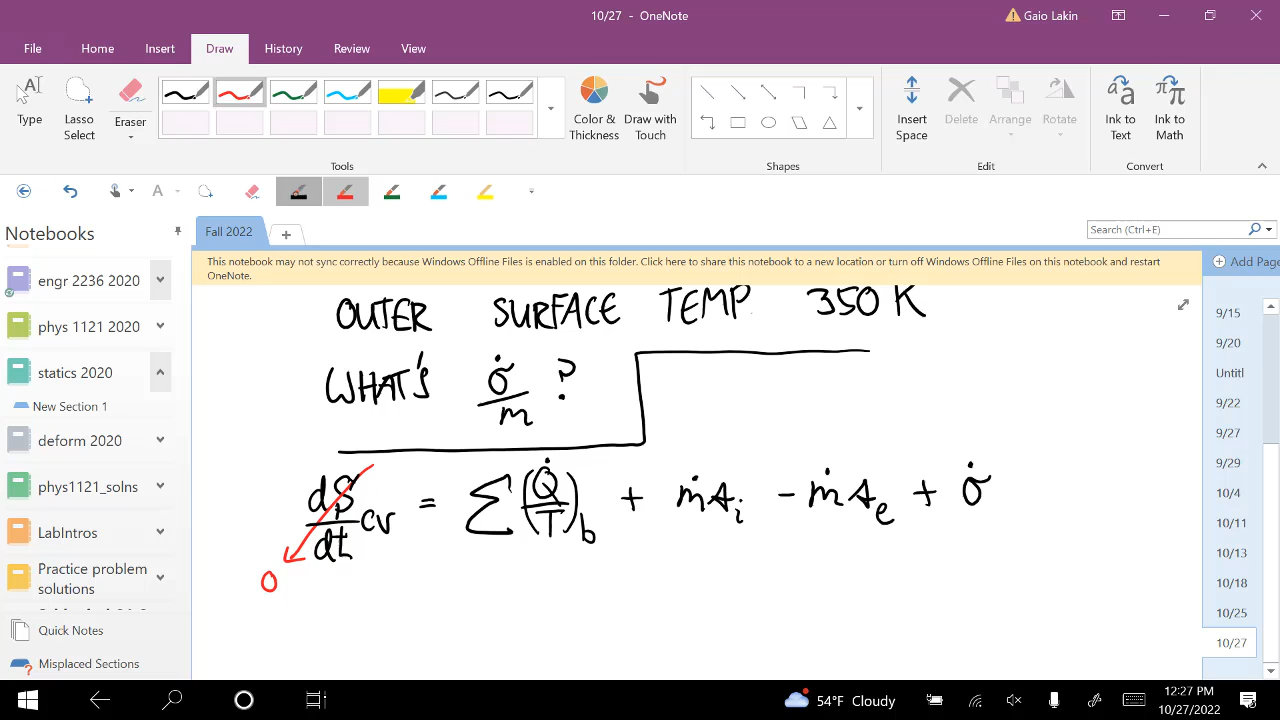 10/27 - OneNote
Gaio Lakin
File Home Insert Draw History Review View
Type
Lasso Select
Eraser
Color & Thickness
Draw with Touch
Insert Space
Delete
Arrange
Rotate
Ink to Text
Ink to Math
Tools
Shapes
Edit
Convert
Notebooks
Fall 2022
Search (Ctrl+E)
This notebook may not sync correctly because Windows Offline Files is enabled on this folder. Click here to share this notebook to a new location or turn off Windows Offline Files on this notebook and restart
OneNote.
Add Page
engr 2236 2020
phys 1121 2020
statics 2020
New Section 1
deform 2020
phys1121_solns
LabIntros
Practice problem
solutions
Quick Notes
Misplaced Sections
OUTER SURFACE TEMP. 350 K
WHAT'S σ̇/m ?
dS/dt cv = Σ(Q̇/T)b + ṁsi - ṁse + σ̇
0
9/15
9/20
Untitl
9/22
9/27
9/29
10/4
10/13
10/18
10/25
10/27
54°F Cloudy
12:27 PM
10/27/2022